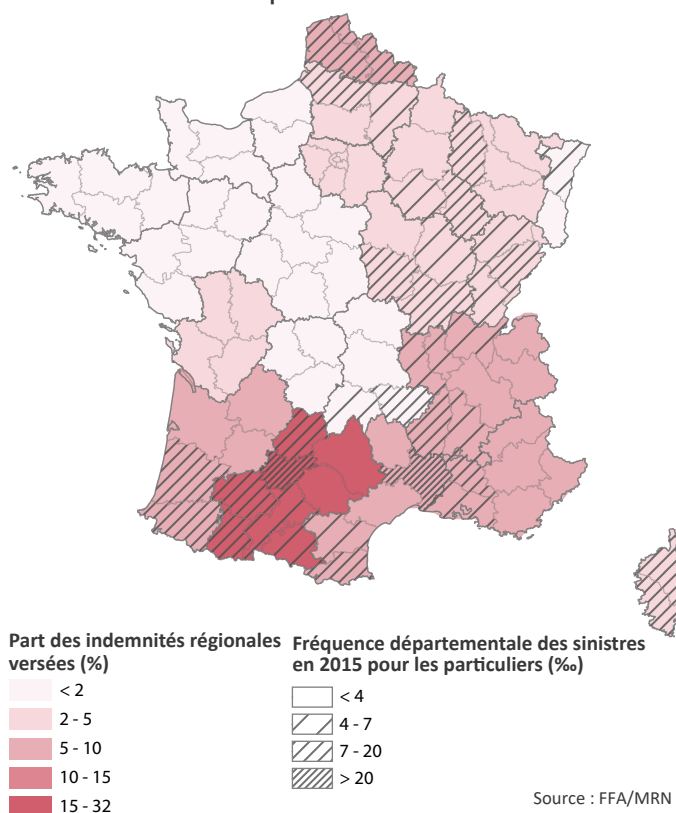 Part des indemnités régionales
versées (%)
< 2
2 - 5
5 - 10
10 - 15
15 - 32
Fréquence départementale des sinistres
en 2015 pour les particuliers (‰)
< 4
4 - 7
7 - 20
> 20
Source : FFA/MRN